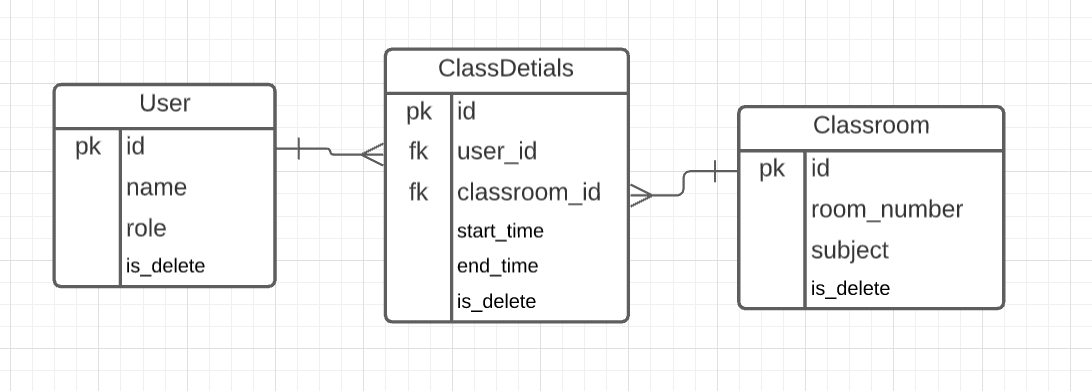 User
pk id
name
role
is_delete
ClassDetials
pk id
fk user_id
fk classroom_id
start_time
end_time
is_delete
Classroom
pk id
room_number
subject
is_delete